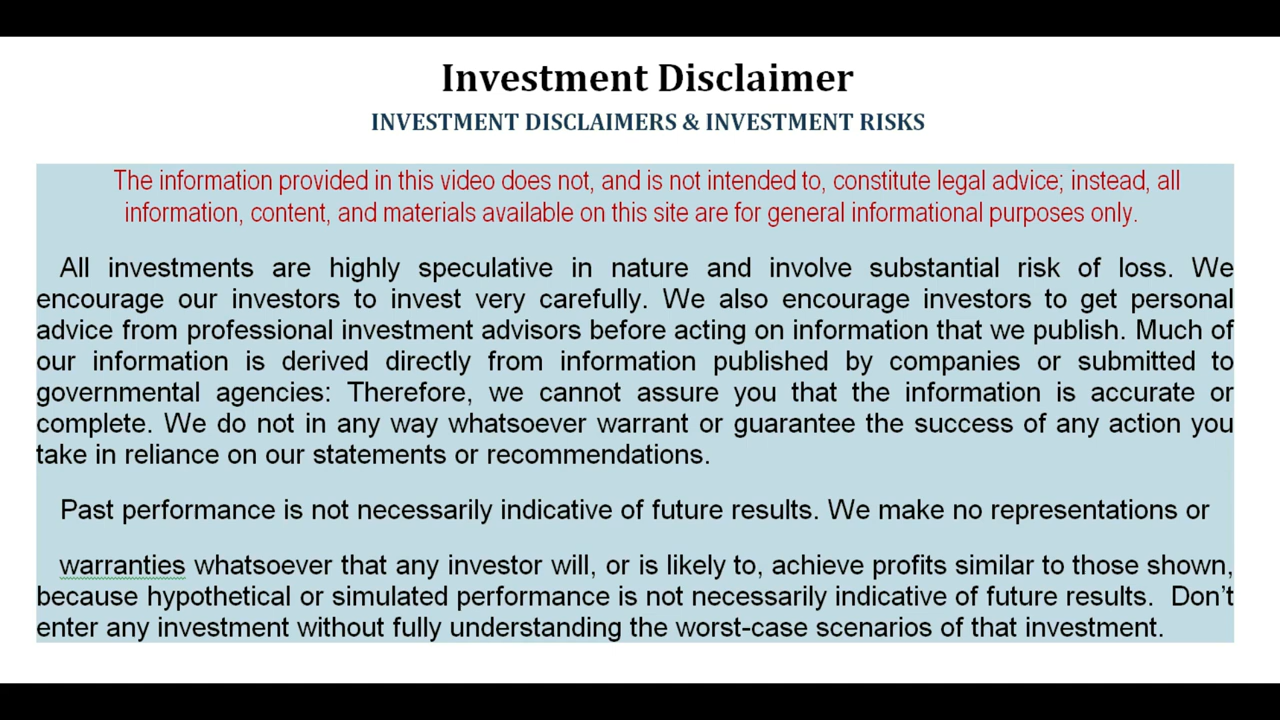 Investment Disclaimer
INVESTMENT DISCLAIMERS & INVESTMENT RISKS
The information provided in this video does not, and is not intended to, constitute legal advice; instead, all
information, content, and materials available on this site are for general informational purposes only.
All investments are highly speculative in nature and involve substantial risk of loss. We
encourage our investors to invest very carefully. We also encourage investors to get personal
advice from professional investment advisors before acting on information that we publish. Much of
our information is derived directly from information published by companies or submitted to
governmental agencies: Therefore, we cannot assure you that the information is accurate or
complete. We do not in any way whatsoever warrant or guarantee the success of any action you
take in reliance on our statements or recommendations.
Past performance is not necessarily indicative of future results. We make no representations or
warranties whatsoever that any investor will, or is likely to, achieve profits similar to those shown,
because hypothetical or simulated performance is not necessarily indicative of future results.  Don’t
enter any investment without fully understanding the worst-case scenarios of that investment.